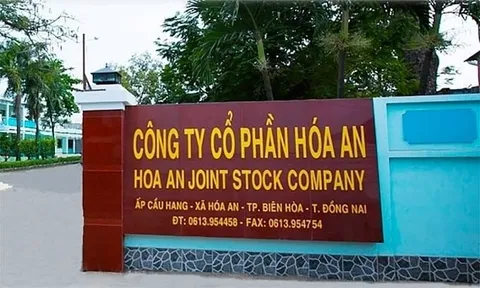 CÔNG TY CỔ PHẦN HÓA AN
HOA AN JOINT STOCK COMPANY
ẤP CẦU HANG - XÃ HÓA AN - TP. BIÊN HÒA - T. ĐỒNG NAI
ĐT: 0613.954458 - FAX: 0613.954754